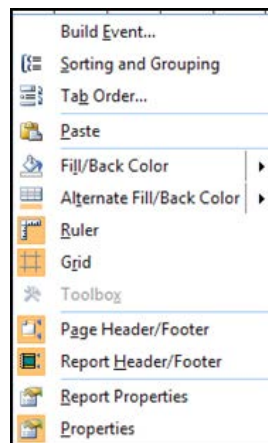 Build Event...
Sorting and Grouping
Tab Order...
Paste
Fill/Back Color
Alternate Fill/Back Color
Ruler
Grid
Toolbox
Page Header/Footer
Report Header/Footer
Report Properties
Properties